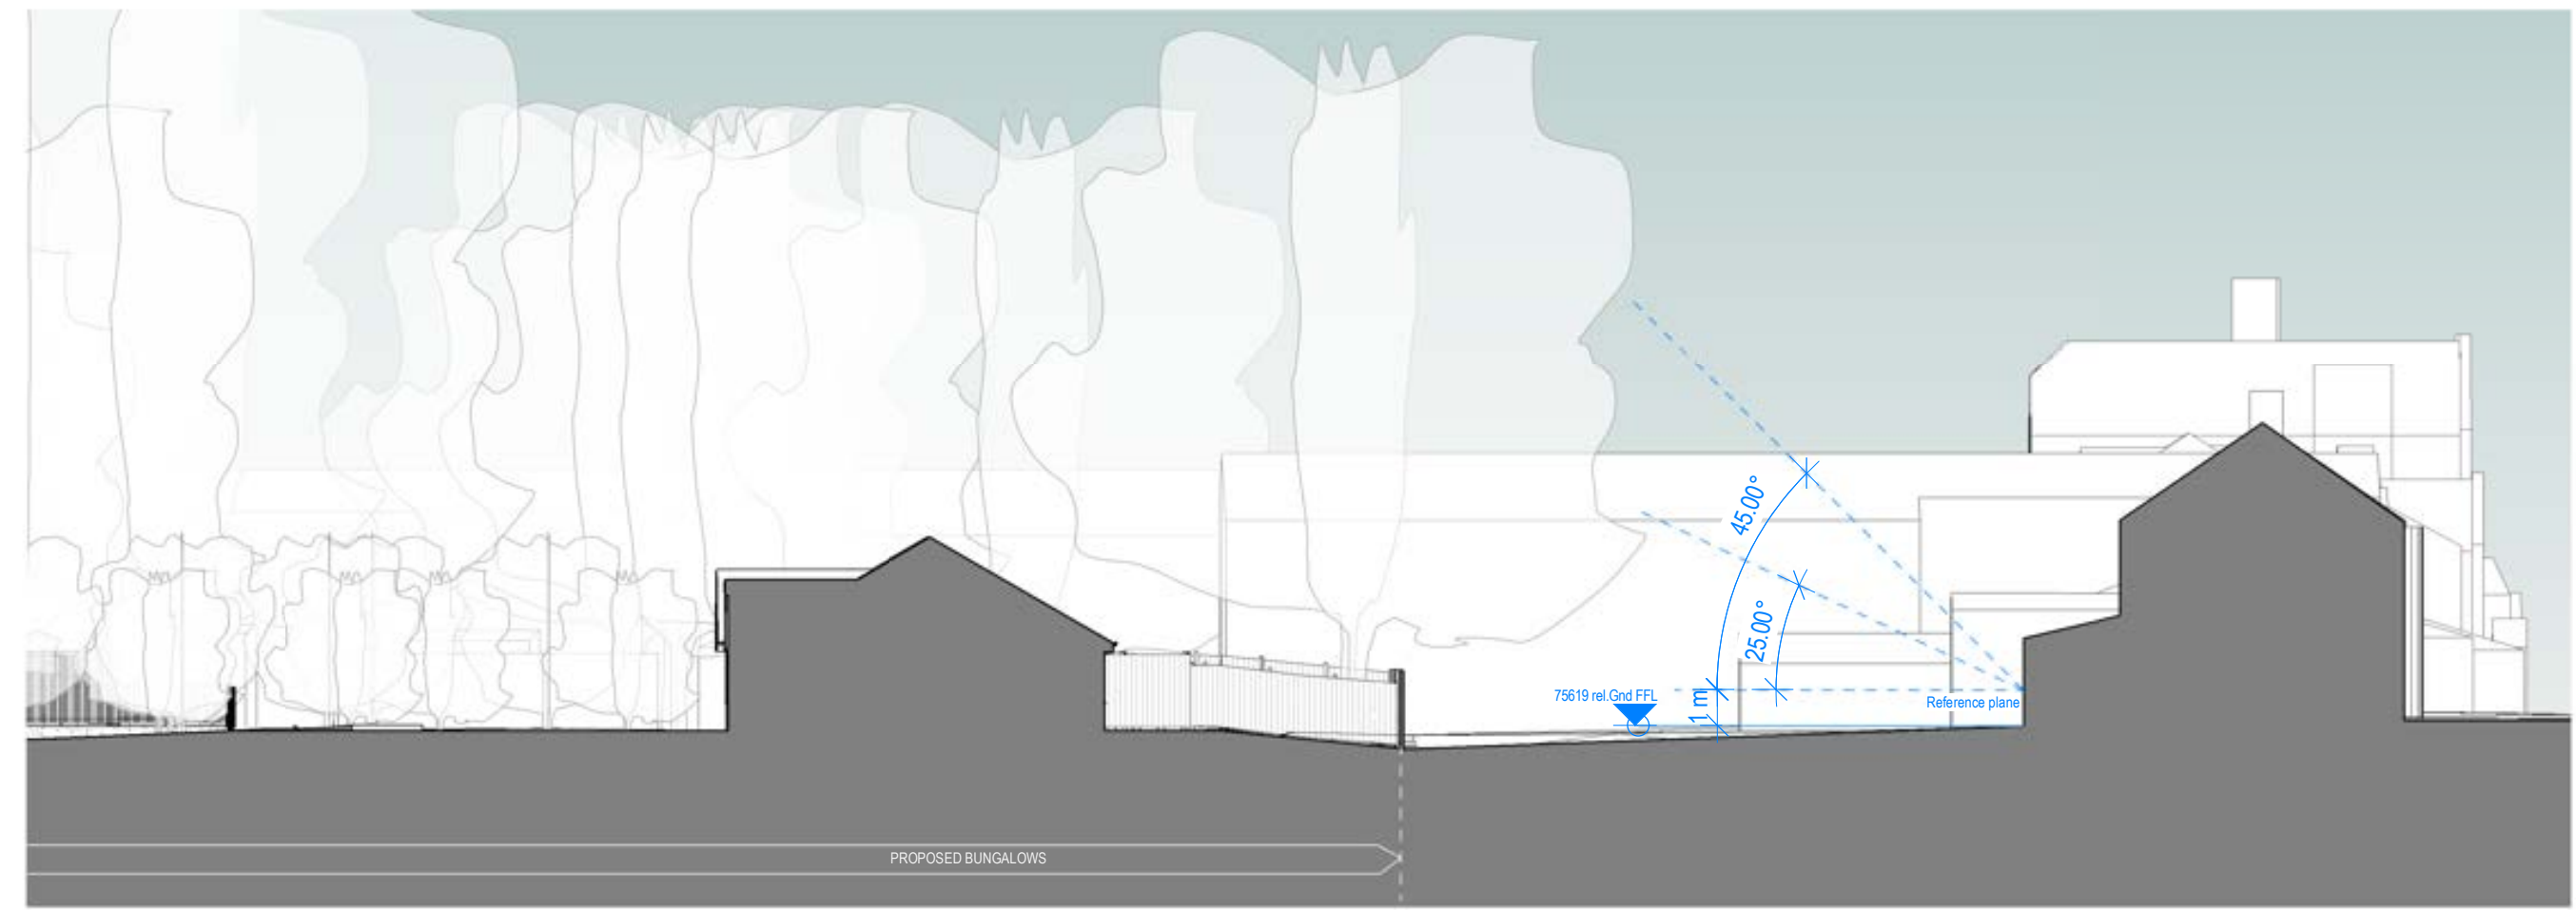 45.00°
25.00°
1 m
75619 rel.Gnd FFL
Reference plane
PROPOSED BUNGALOWS